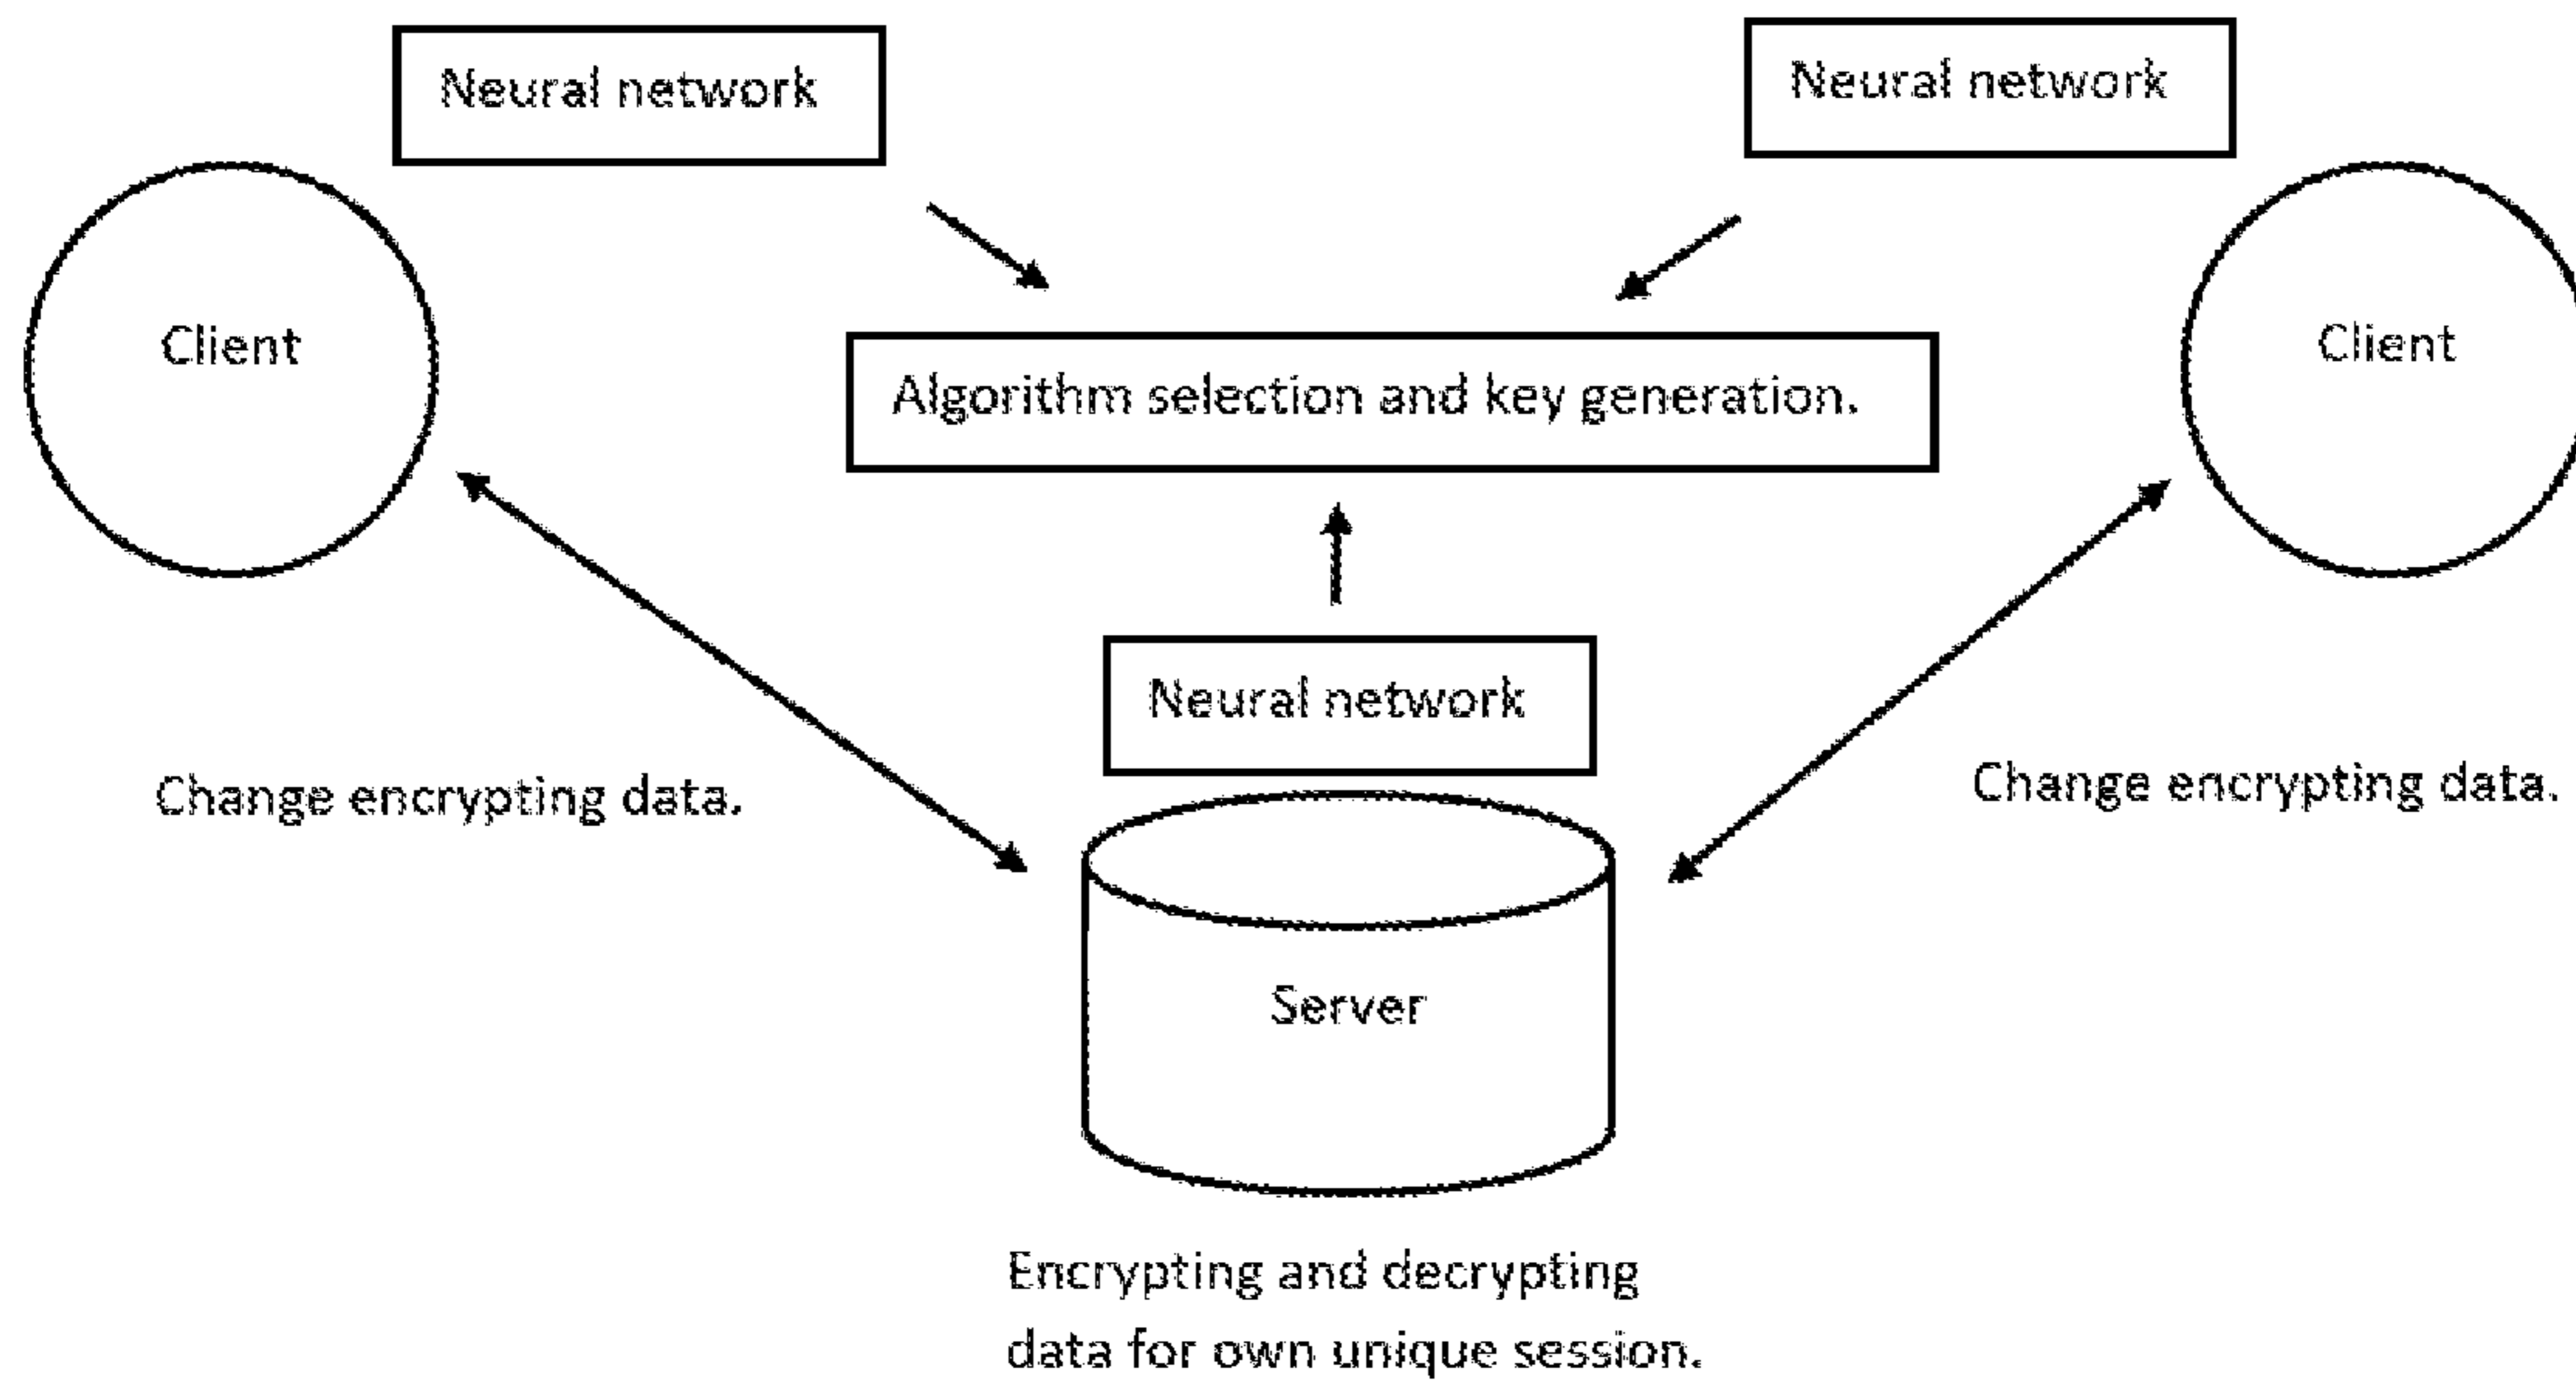 Neural network
Neural network
Client
Client
Algorithm selection and key generation.
Neural network
Change encrypting data.
Change encrypting data.
Server
Encrypting and decrypting
data for own unique session.